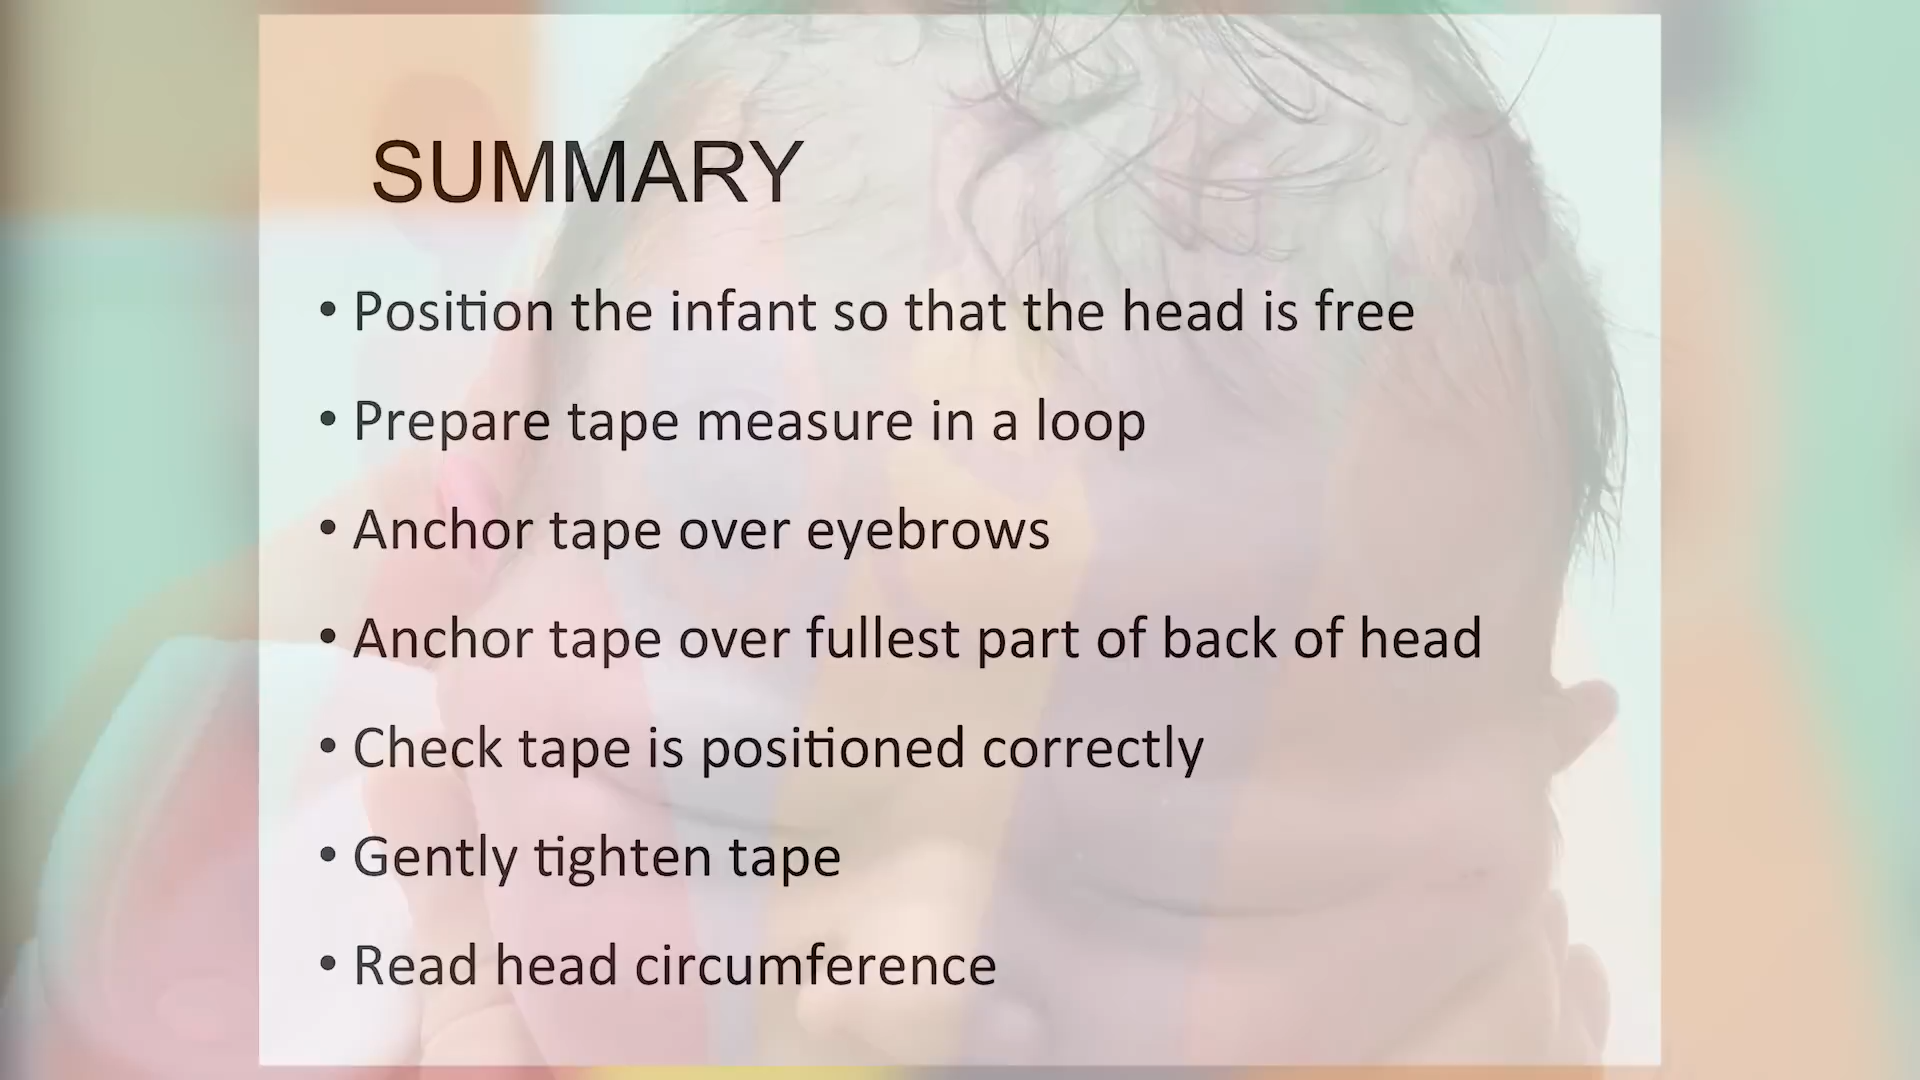 SUMMARY
• Position the infant so that the head is free
• Prepare tape measure in a loop
• Anchor tape over eyebrows
• Anchor tape over fullest part of back of head
• Check tape is positioned correctly
• Gently tighten tape
• Read head circumference